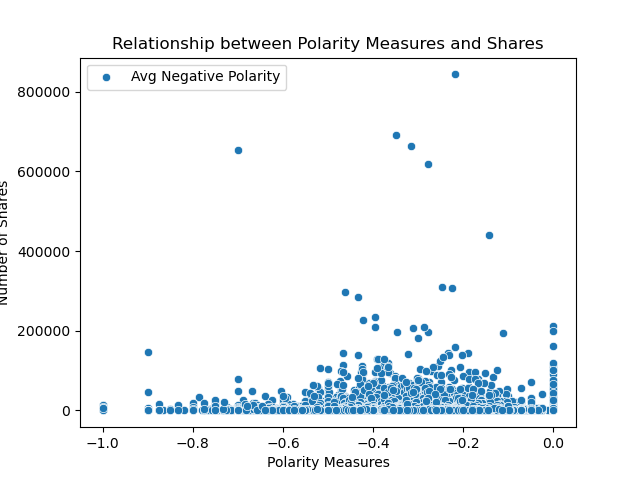 Relationship between Polarity Measures and Shares
Avg Negative Polarity
Number of Shares
800000
600000
400000
200000
0
−1.0 −0.8 −0.6 −0.4 −0.2 0.0
Polarity Measures